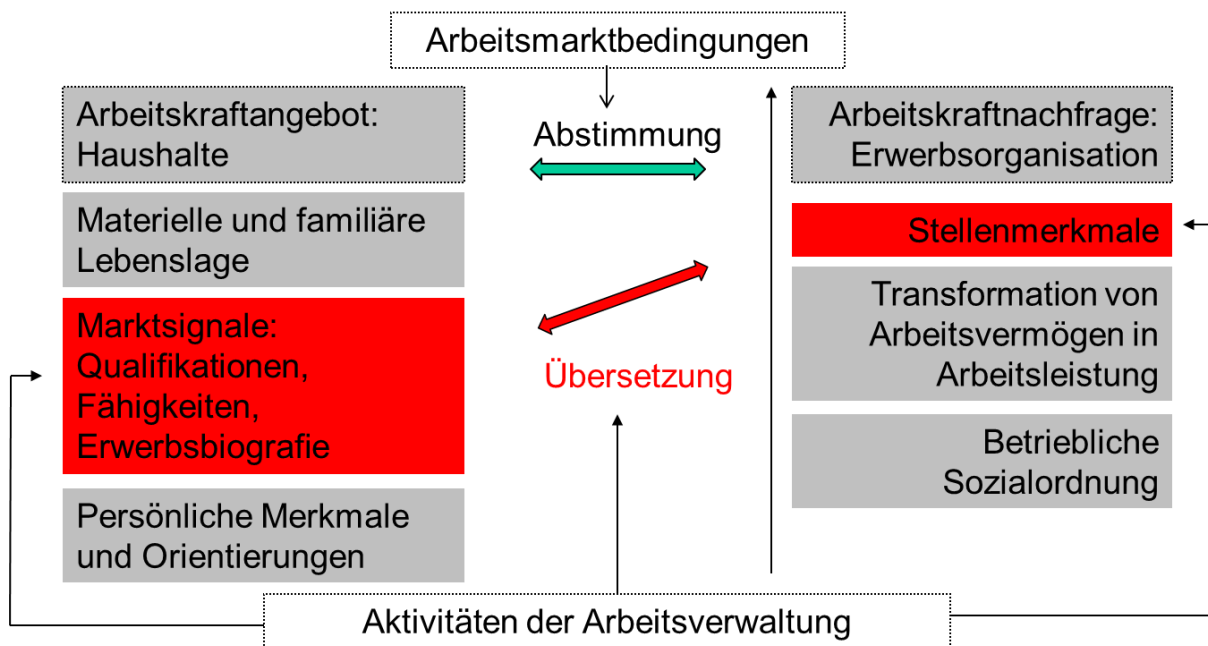 Arbeitsmarktbedingungen
Arbeitskraftangebot:
Haushalte
Materielle und familiäre
Lebenslage
Marktsignale:
Qualifikationen,
Fähigkeiten,
Erwerbsbiografie
Persönliche Merkmale
und Orientierungen
Abstimmung
Übersetzung
Arbeitskraftnachfrage:
Erwerbsorganisation
Stellenmerkmale
Transformation von
Arbeitsvermögen in
Arbeitsleistung
Betriebliche
Sozialordnung
Aktivitäten der Arbeitsverwaltung